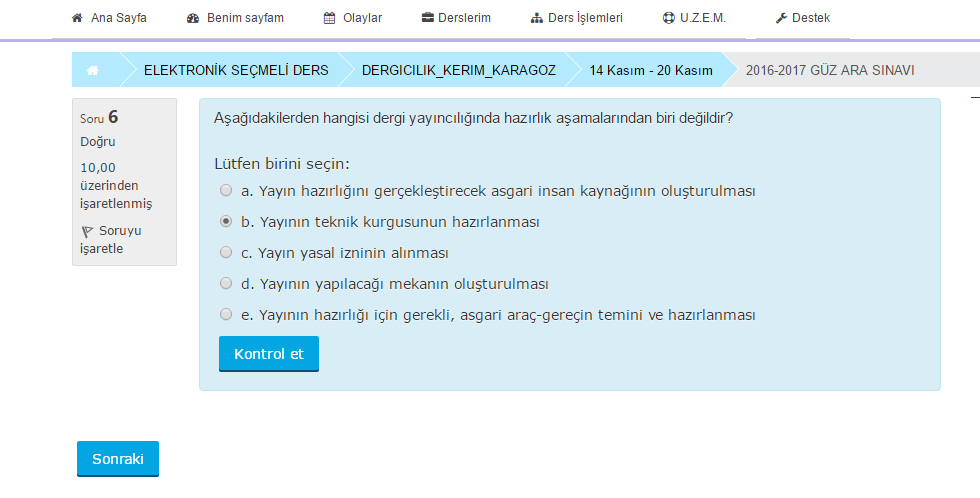 Ana Sayfa Benim sayfam Olaylar Derslerim Ders İşlemleri U.Z.E.M. Destek
ELEKTRONİK SEÇMELİ DERS DERGICILIK_KERIM_KARAGOZ 14 Kasım - 20 Kasım 2016-2017 GÜZ ARA SINAVI
Soru 6
Doğru
10,00
üzerinden
işaretlenmiş
Soruyu
işaretle
Aşağıdakilerden hangisi dergi yayıncılığında hazırlık aşamalarından biri değildir?
Lütfen birini seçin:
a. Yayın hazırlığını gerçekleştirecek asgari insan kaynağının oluşturulması
b. Yayının teknik kurgusunun hazırlanması
c. Yayın yasal izninin alınması
d. Yayının yapılacağı mekanın oluşturulması
e. Yayının hazırlığı için gerekli, asgari araç-gereçin temini ve hazırlanması
Kontrol et
Sonraki